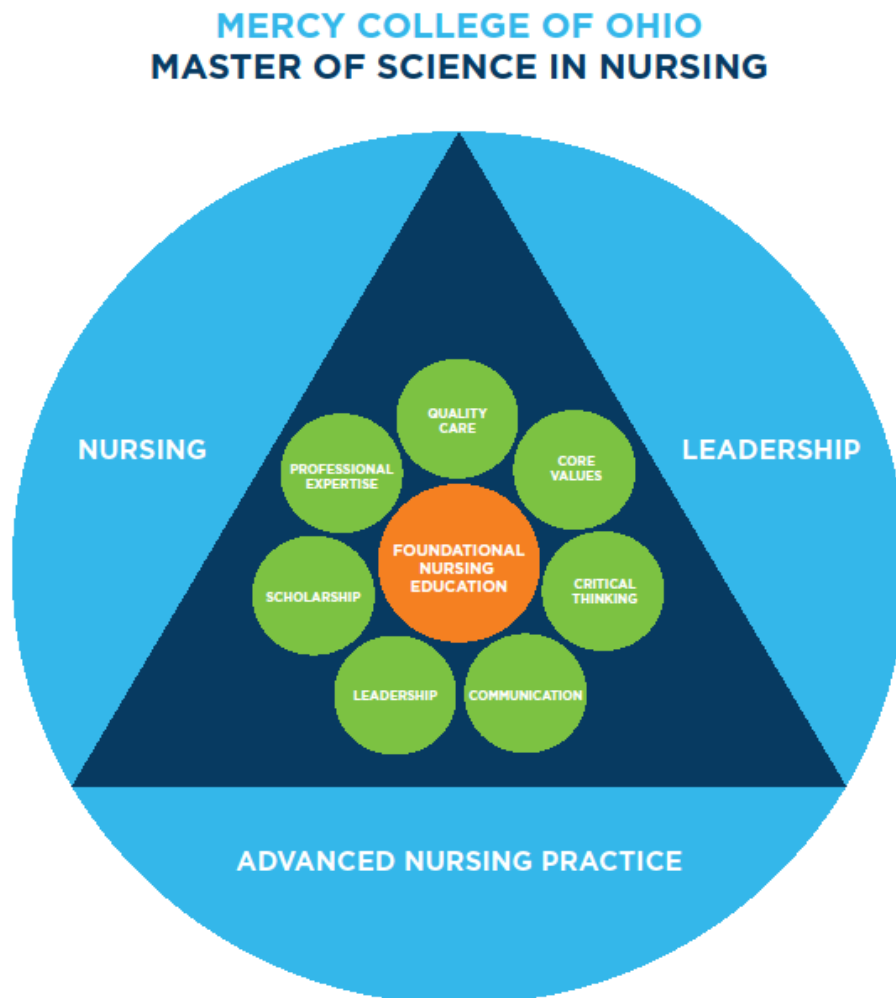 MERCY COLLEGE OF OHIO
MASTER OF SCIENCE IN NURSING
QUALITY
CARE
NURSING
LEADERSHIP
PROFESSIONAL
EXPERTISE
CORE
VALUES
FOUNDATIONAL
NURSING
EDUCATION
SCHOLARSHIP
CRITICAL
THINKING
LEADERSHIP
COMMUNICATION
ADVANCED NURSING PRACTICE